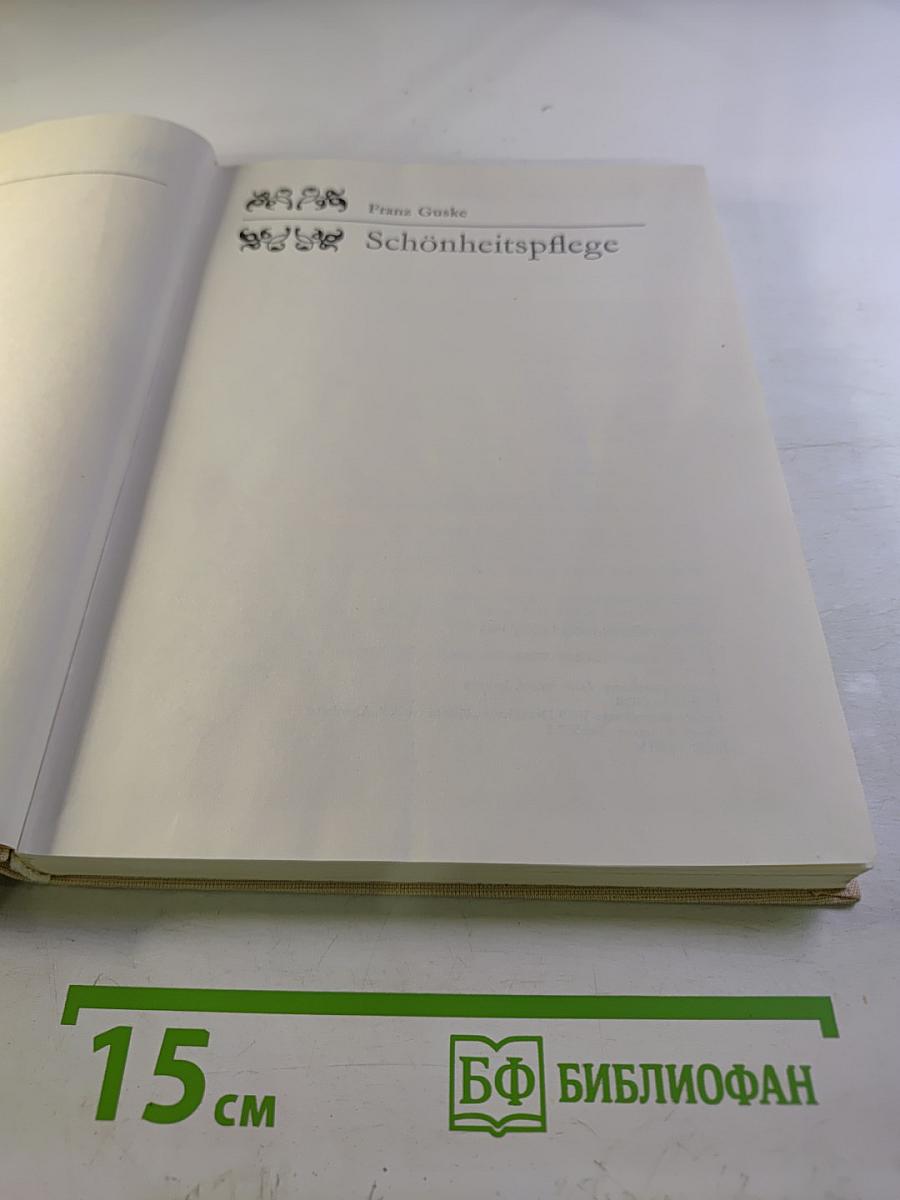 Franz Guske
Schönheitspflege
15 см
БФ БИБЛИОФАН